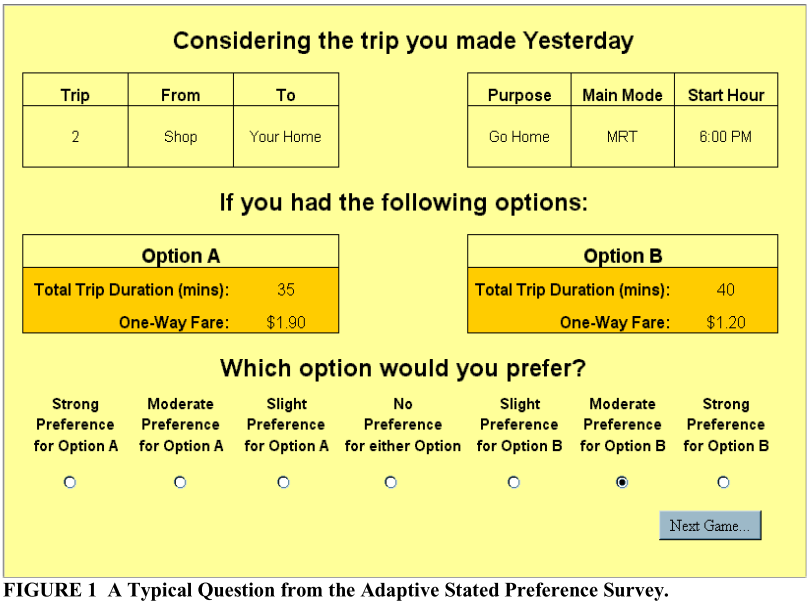 Considering the trip you made Yesterday
Trip From To
2 Shop Your Home
Purpose Main Mode Start Hour
Go Home MRT 6:00 PM
If you had the following options:
Option A
Total Trip Duration (mins): 35
One-Way Fare: $1.90
Option B
Total Trip Duration (mins): 40
One-Way Fare: $1.20
Which option would you prefer?
Strong
Preference
for Option A
Moderate
Preference
for Option A
Slight
Preference
for Option A
No
Preference
for either Option
Slight
Preference
for Option B
Moderate
Preference
for Option B
Strong
Preference
for Option B
Next Game...
FIGURE 1 A Typical Question from the Adaptive Stated Preference Survey.